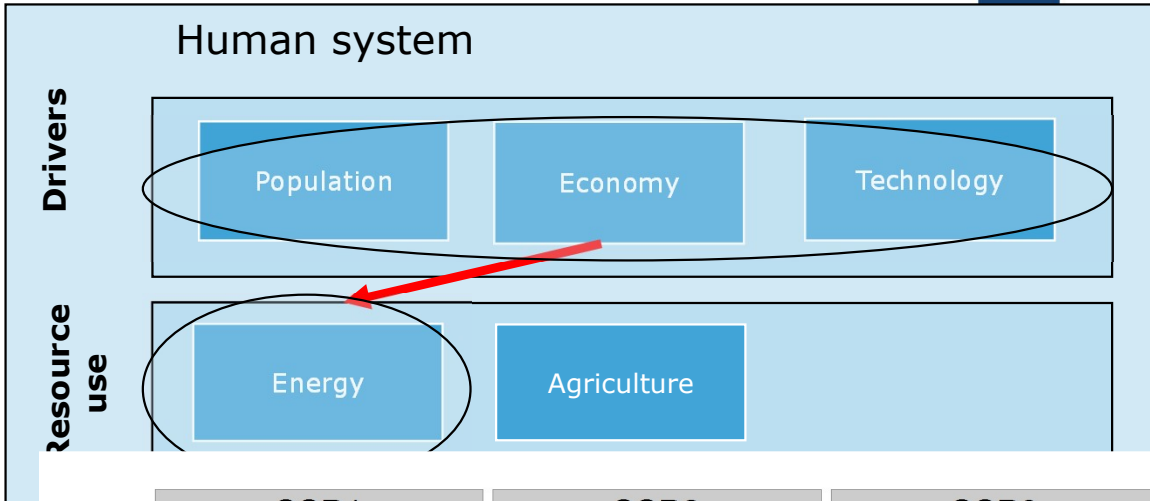 Human system
Drivers
Population
Economy
Technology
Resource
use
Energy
Agriculture